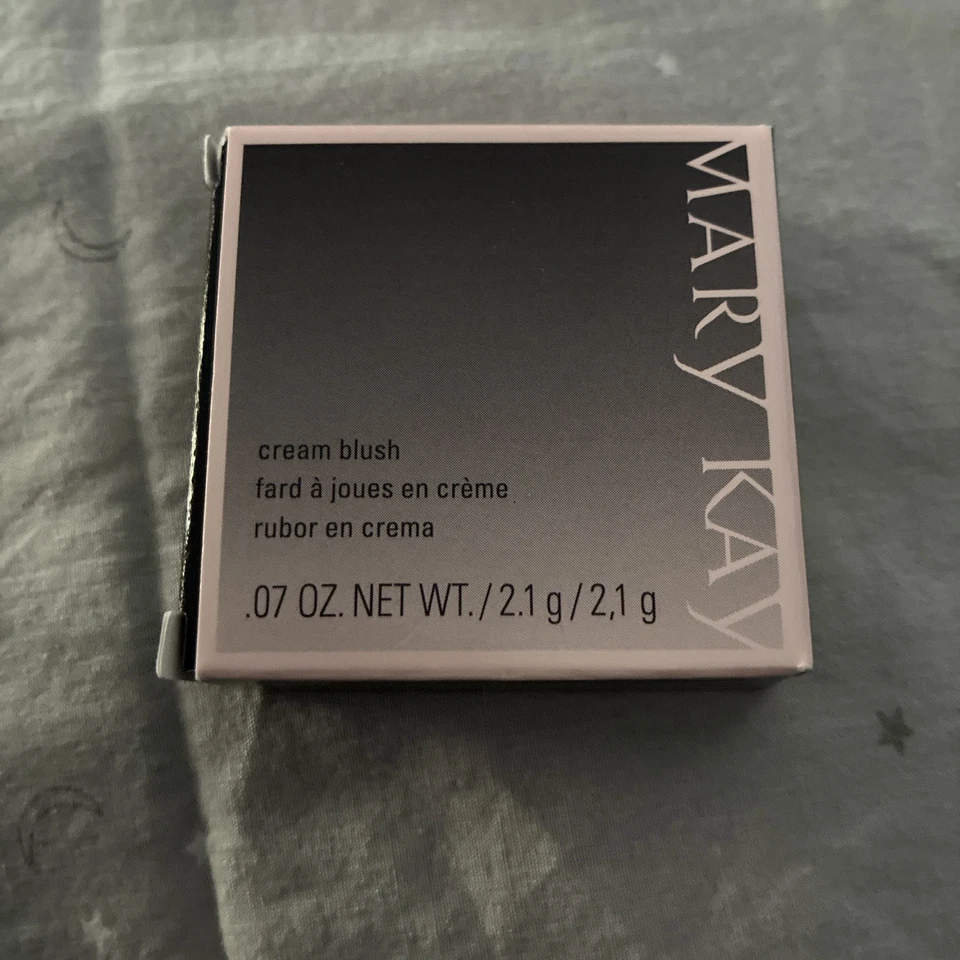 MARY KAY
cream blush
fard à joues en crème
rubor en crema
.07 OZ. NET WT. / 2.1 g / 2,1 g